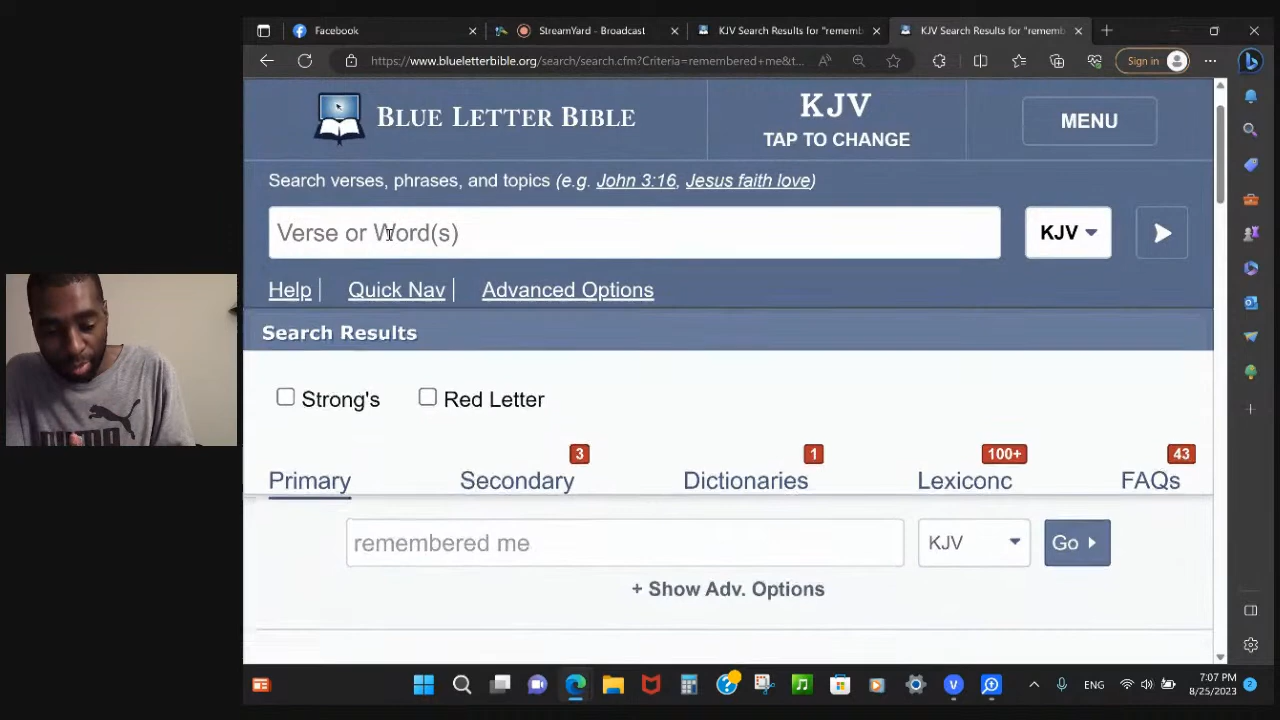 Facebook
StreamYard - Broadcast
KJV Search Results for "rememb
KJV Search Results for "rememb
https://www.blueletterbible.org/search/search.cfm?Criteria=remembered+me&t...
Sign in
BLUE LETTER BIBLE
KJV
TAP TO CHANGE
MENU
Search verses, phrases, and topics (e.g. John 3:16, Jesus faith love)
Verse or Word(s)
KJV
Help
Quick Nav
Advanced Options
Search Results
Strong's
Red Letter
Primary
Secondary
3
Dictionaries
1
Lexiconc
100+
FAQs
43
remembered me
KJV
Go
+ Show Adv. Options
PUMA
ENG
7:07 PM
8/25/2023
2